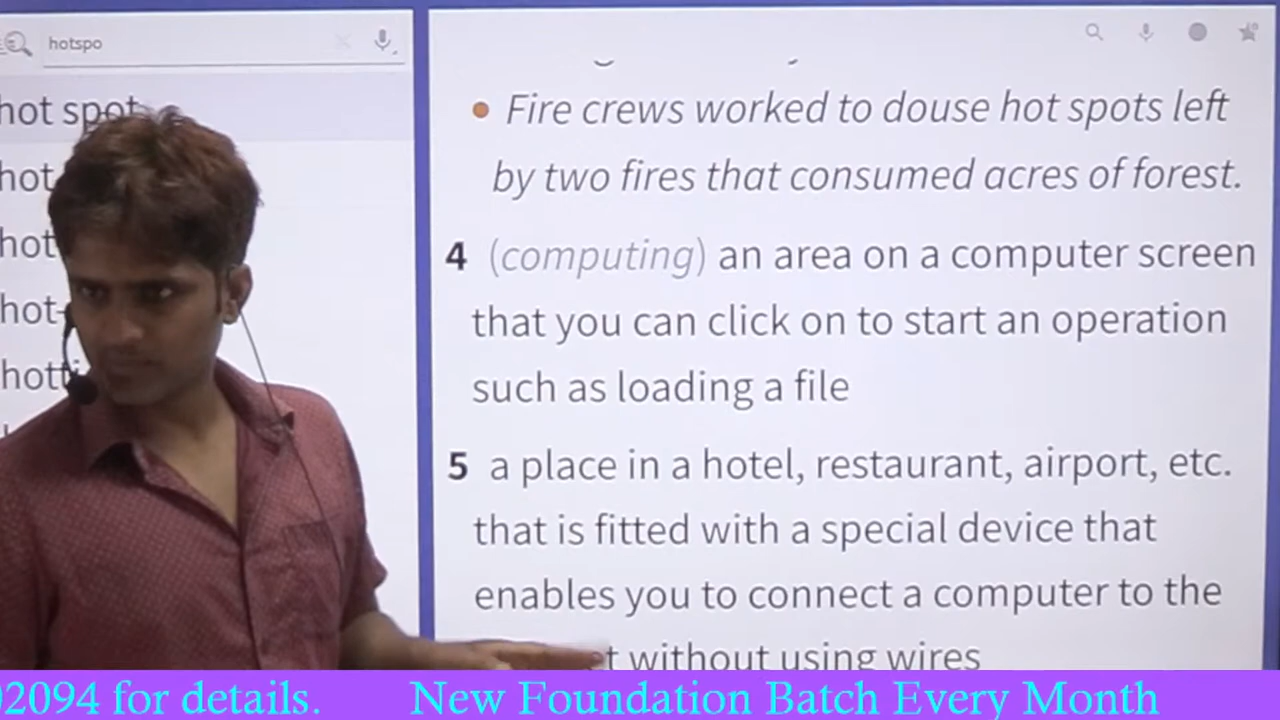 hotspo
hot spot
hot
hot
hot-
hotti
Fire crews worked to douse hot spots left
by two fires that consumed acres of forest.
4 (computing) an area on a computer screen
that you can click on to start an operation
such as loading a file
5 a place in a hotel, restaurant, airport, etc.
that is fitted with a special device that
enables you to connect a computer to the
t without using wires
02094 for details. New Foundation Batch Every Month